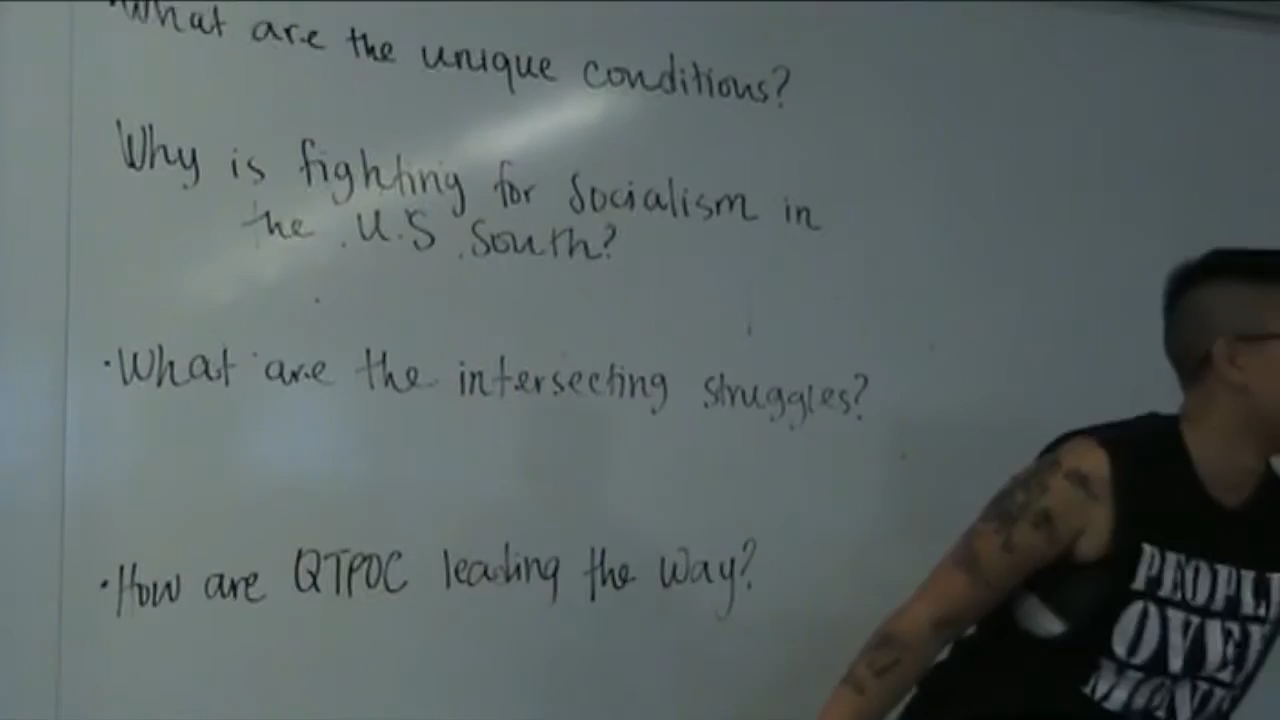 ·What are the unique conditions?
Why is fighting for Socialism in
the U.S South?
·What are the intersecting struggles?
·How are QTPOC leading the way?
PEOPL
OVE
MON